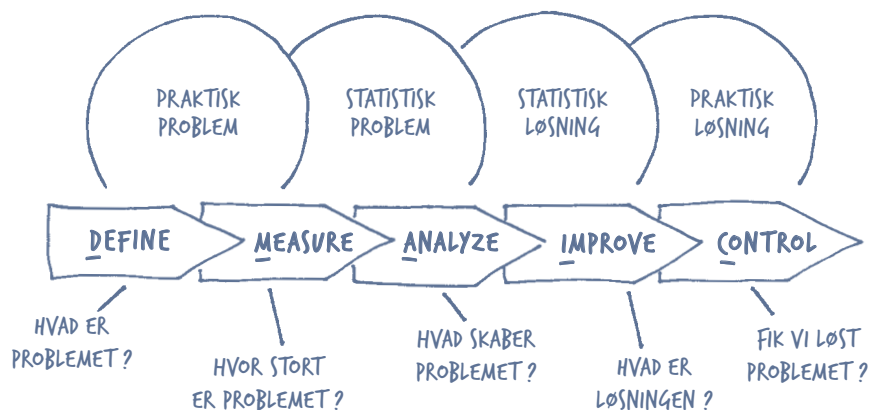 PRAKTISK
PROBLEM
STATISTISK
PROBLEM
STATISTISK
LØSNING
PRAKTISK
LØSNING
DEFINE
MEASURE
ANALYZE
IMPROVE
CONTROL
HVAD ER
PROBLEMET?
HVOR STORT
ER PROBLEMET?
HVAD SKABER
PROBLEMET?
HVAD ER
LØSNINGEN?
FIK VI LØST
PROBLEMET?